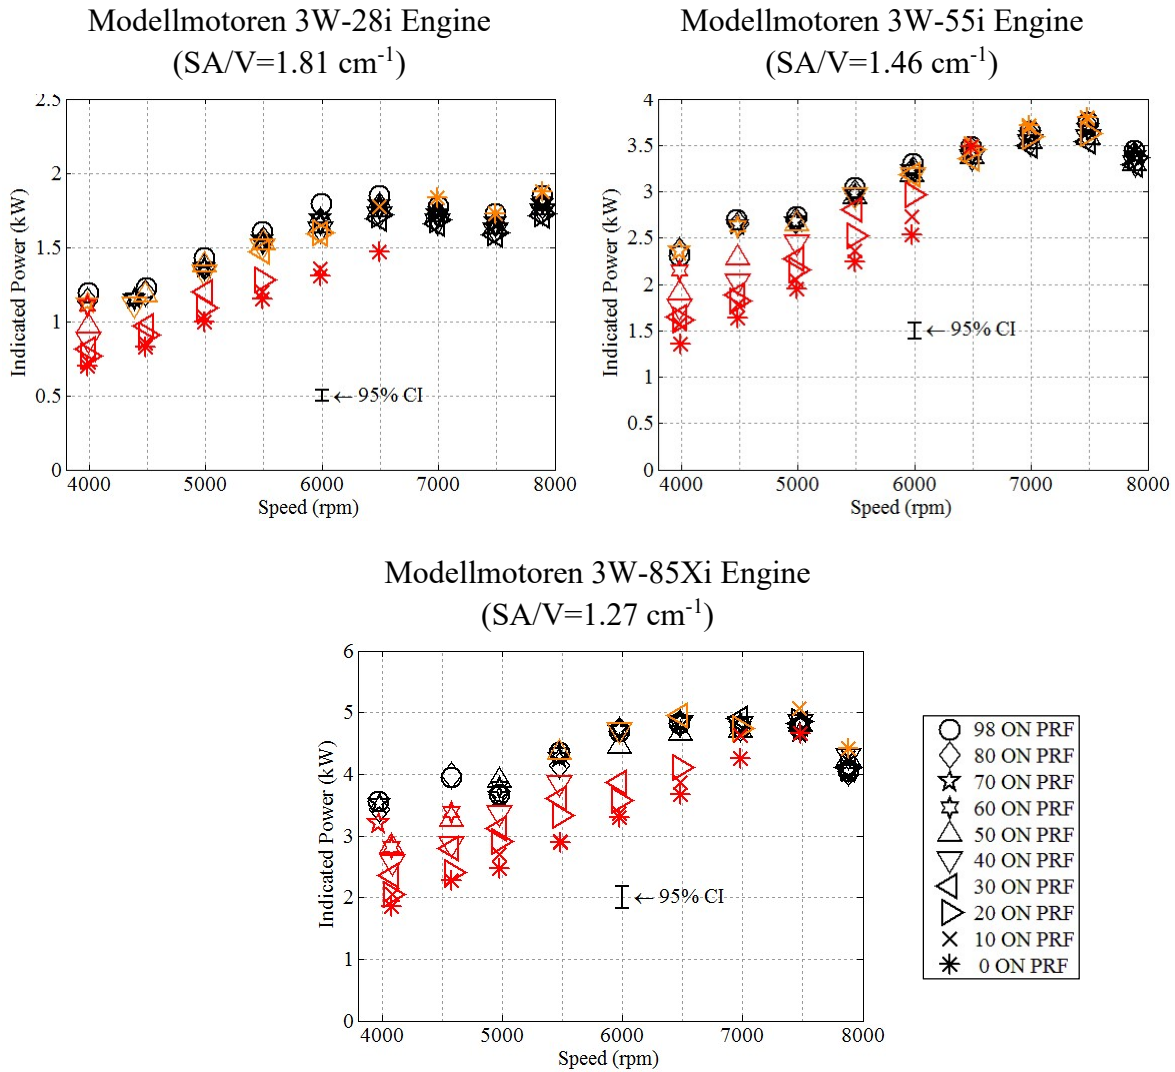 Modellmotoren 3W-28i Engine
(SA/V=1.81 cm-1)
2.5
2
1.5
1
0.5
0
Indicated Power (kW)
← 95% CI
4000 5000 6000 7000 8000
Speed (rpm)
Modellmotoren 3W-55i Engine
(SA/V=1.46 cm-1)
4
3.5
3
2.5
2
1.5
1
0.5
0
Indicated Power (kW)
← 95% CI
4000 5000 6000 7000 8000
Speed (rpm)
Modellmotoren 3W-85Xi Engine
(SA/V=1.27 cm-1)
6
5
4
3
2
1
0
Indicated Power (kW)
← 95% CI
4000 5000 6000 7000 8000
Speed (rpm)
98 ON PRF
80 ON PRF
70 ON PRF
60 ON PRF
50 ON PRF
40 ON PRF
30 ON PRF
20 ON PRF
10 ON PRF
0 ON PRF